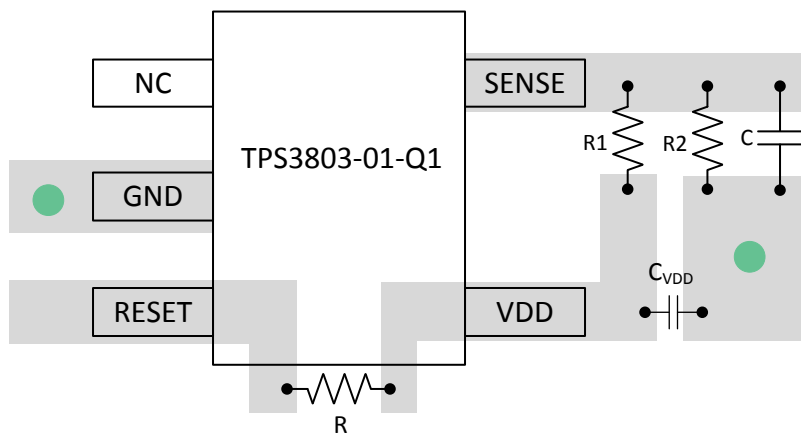 NC
SENSE
TPS3803-01-Q1
R1
R2
C
GND
RESET
VDD
CVDD
R